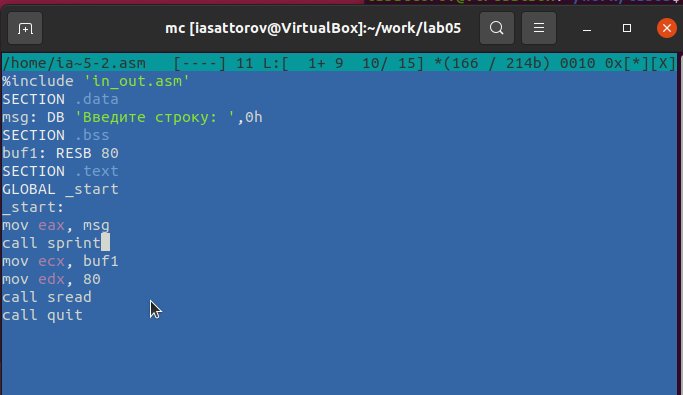 mc [iasattorov@VirtualBox]:~/work/lab05
/home/ia~5-2.asm [----] 11 L:[ 1+ 9 10/ 15] *(166 / 214b) 0010 0x[*][X]
%include 'in_out.asm'
SECTION .data
msg: DB 'Введите строку: ',0h
SECTION .bss
buf1: RESB 80
SECTION .text
GLOBAL _start
_start:
mov eax, msg
call sprint
mov ecx, buf1
mov edx, 80
call sread
call quit